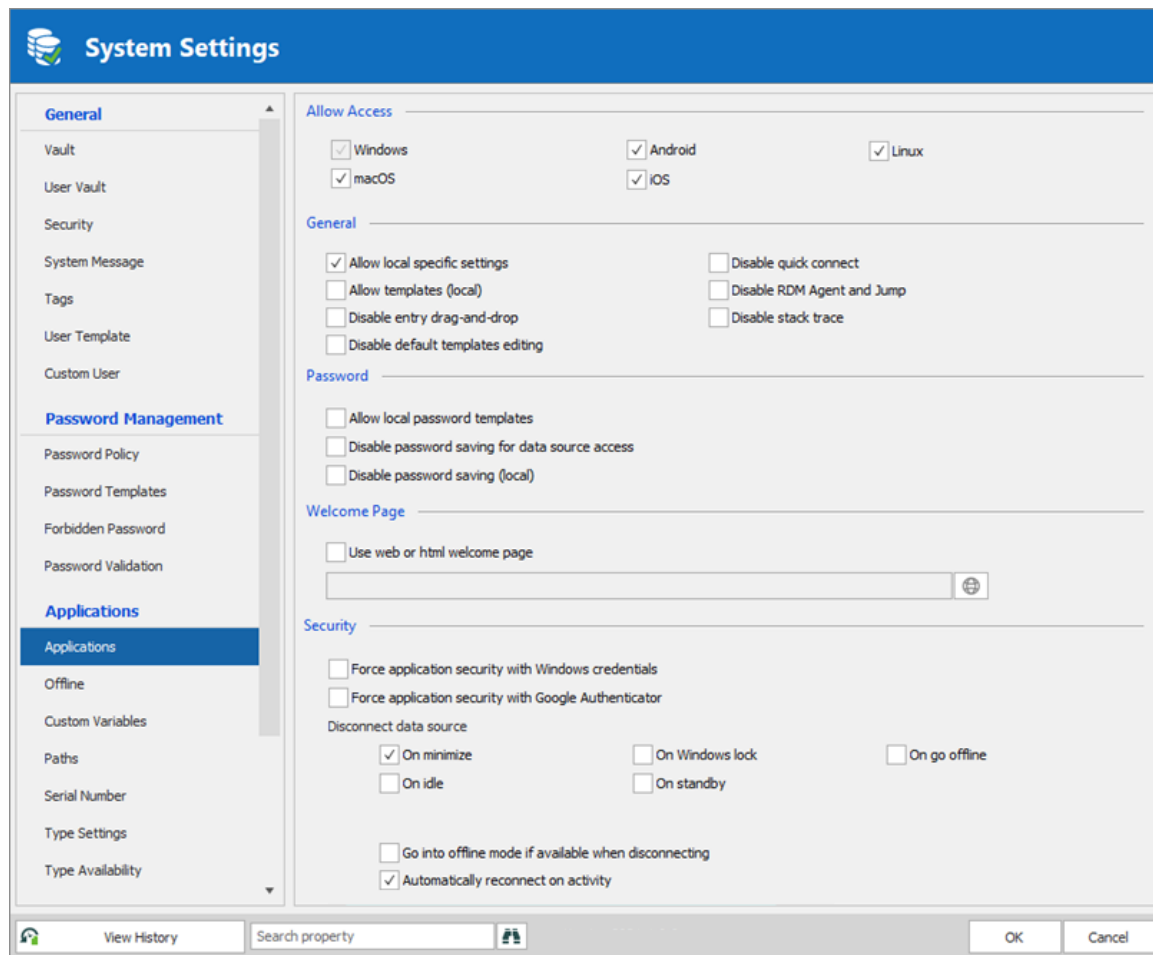 System Settings
General
Vault
User Vault
Security
System Message
Tags
User Template
Custom User
Password Management
Password Policy
Password Templates
Forbidden Password
Password Validation
Applications
Applications
Offline
Custom Variables
Paths
Serial Number
Type Settings
Type Availability
Allow Access
Windows Android Linux
macOS iOS
General
Allow local specific settings Disable quick connect
Allow templates (local) Disable RDM Agent and Jump
Disable entry drag-and-drop Disable stack trace
Disable default templates editing
Password
Allow local password templates
Disable password saving for data source access
Disable password saving (local)
Welcome Page
Use web or html welcome page
Security
Force application security with Windows credentials
Force application security with Google Authenticator
Disconnect data source
On minimize On Windows lock On go offline
On idle On standby
Go into offline mode if available when disconnecting
Automatically reconnect on activity
View History Search property OK Cancel